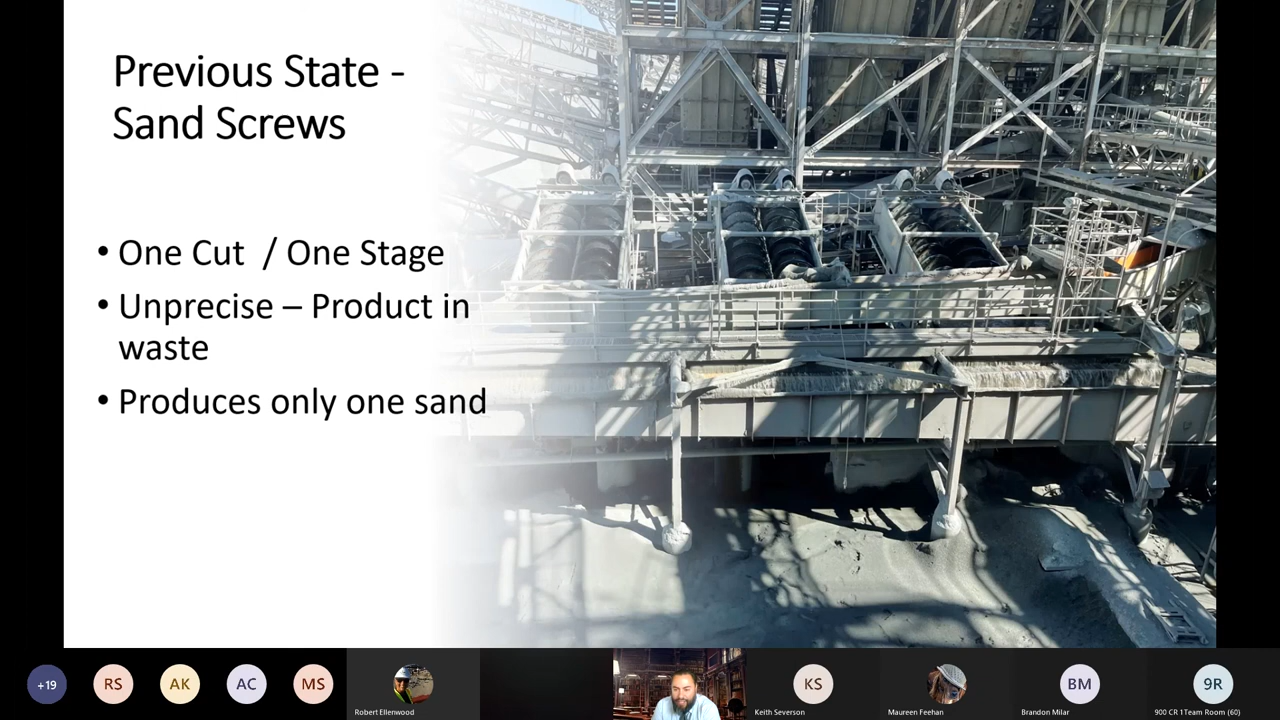 Previous State -
Sand Screws
• One Cut / One Stage
• Unprecise – Product in
waste
• Produces only one sand
+19
RS
AK
AC
MS
Robert Ellenwood
KS
Keith Severson
Maureen Feehan
BM
Brandon Milar
9R
900 CR 1Team Room (60)